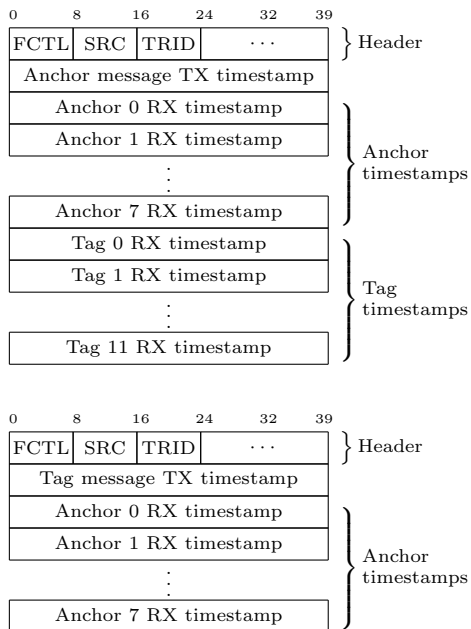 0 8 16 24 32 39
FCTL SRC TRID ··· Header
Anchor message TX timestamp
Anchor 0 RX timestamp
Anchor 1 RX timestamp
⋮
Anchor
timestamps
Anchor 7 RX timestamp
Tag 0 RX timestamp
Tag 1 RX timestamp
⋮
Tag
timestamps
Tag 11 RX timestamp
0 8 16 24 32 39
FCTL SRC TRID ··· Header
Tag message TX timestamp
Anchor 0 RX timestamp
Anchor 1 RX timestamp
⋮
Anchor
timestamps
Anchor 7 RX timestamp